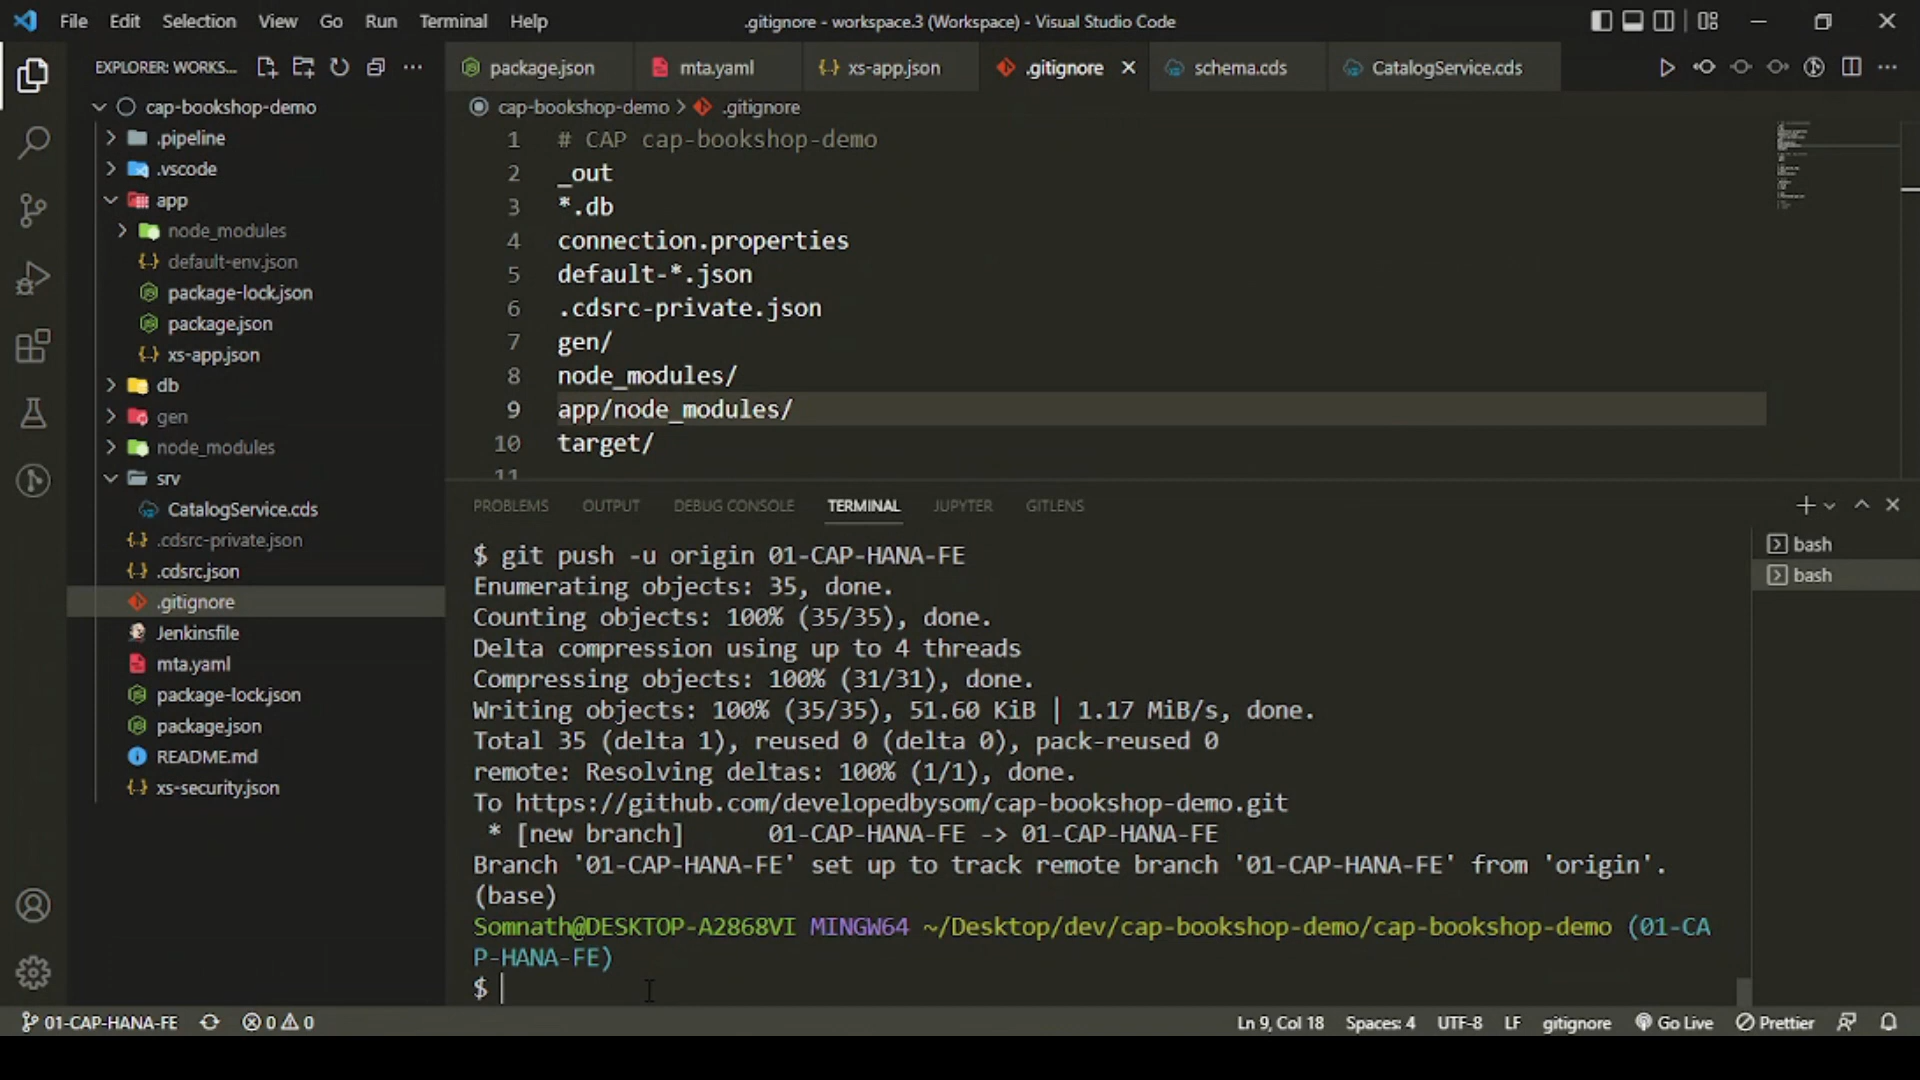 File Edit Selection View Go Run Terminal Help
.gitignore - workspace.3 (Workspace) - Visual Studio Code
EXPLORER: WORKS...
cap-bookshop-demo
.pipeline
.vscode
app
node_modules
default-env.json
package-lock.json
package.json
xs-app.json
db
gen
node_modules
srv
CatalogService.cds
.cdsrc-private.json
.cdsrc.json
.gitignore
Jenkinsfile
mta.yaml
package-lock.json
package.json
README.md
xs-security.json
package.json mta.yaml xs-app.json .gitignore schema.cds CatalogService.cds
cap-bookshop-demo > .gitignore
1 # CAP cap-bookshop-demo
2 _out
3 *.db
4 connection.properties
5 default-*.json
6 .cdsrc-private.json
7 gen/
8 node_modules/
9 app/node_modules/
10 target/
11
PROBLEMS OUTPUT DEBUG CONSOLE TERMINAL JUPYTER GITLENS
$ git push -u origin 01-CAP-HANA-FE
Enumerating objects: 35, done.
Counting objects: 100% (35/35), done.
Delta compression using up to 4 threads
Compressing objects: 100% (31/31), done.
Writing objects: 100% (35/35), 51.60 KiB | 1.17 MiB/s, done.
Total 35 (delta 1), reused 0 (delta 0), pack-reused 0
remote: Resolving deltas: 100% (1/1), done.
To https://github.com/developedbysom/cap-bookshop-demo.git
* [new branch] 01-CAP-HANA-FE -> 01-CAP-HANA-FE
Branch '01-CAP-HANA-FE' set up to track remote branch '01-CAP-HANA-FE' from 'origin'.
(base)
Somnath@DESKTOP-A2868VI MINGW64 ~/Desktop/dev/cap-bookshop-demo/cap-bookshop-demo (01-CA
P-HANA-FE)
$
bash
bash
01-CAP-HANA-FE 0 0 Ln 9, Col 18 Spaces: 4 UTF-8 LF gitignore Go Live Prettier